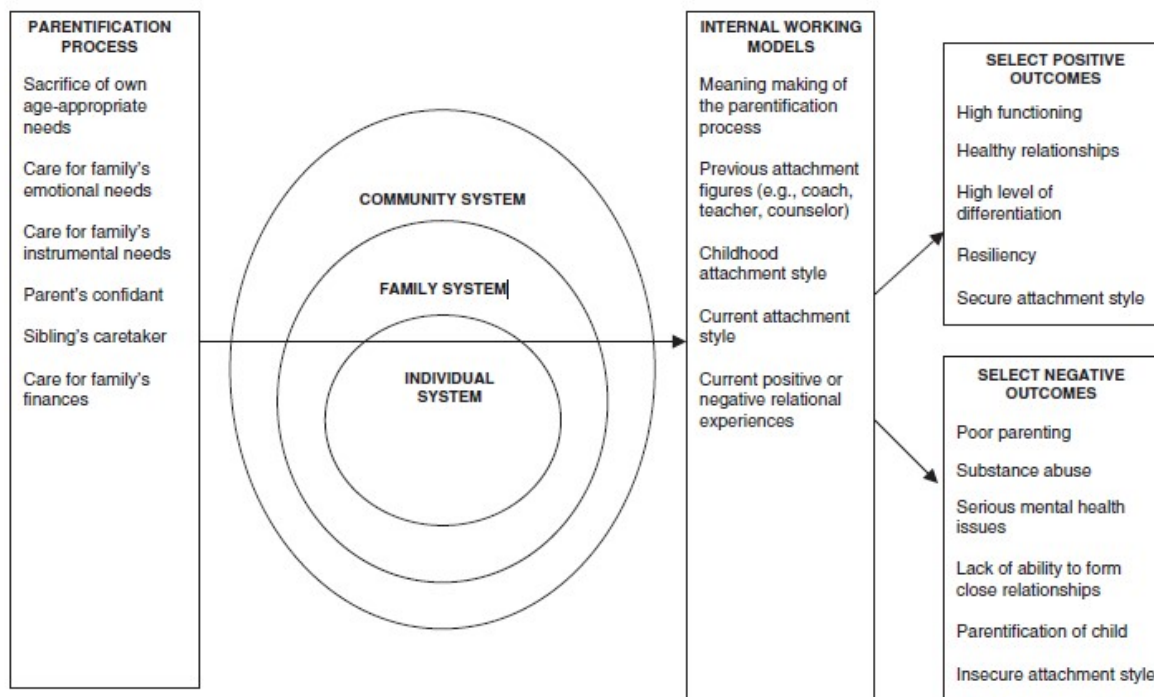 PARENTIFICATION
PROCESS
Sacrifice of own
age-appropriate
needs
Care for family's
emotional needs
Care for family's
instrumental needs
Parent's confidant
Sibling's caretaker
Care for family's
finances
COMMUNITY SYSTEM
FAMILY SYSTEM
INDIVIDUAL
SYSTEM
INTERNAL WORKING
MODELS
Meaning making of
the parentification
process
Previous attachment
figures (e.g., coach,
teacher, counselor)
Childhood
attachment style
Current attachment
style
Current positive or
negative relational
experiences
SELECT POSITIVE
OUTCOMES
High functioning
Healthy relationships
High level of
differentiation
Resiliency
Secure attachment style
SELECT NEGATIVE
OUTCOMES
Poor parenting
Substance abuse
Serious mental health
issues
Lack of ability to form
close relationships
Parentification of child
Insecure attachment style